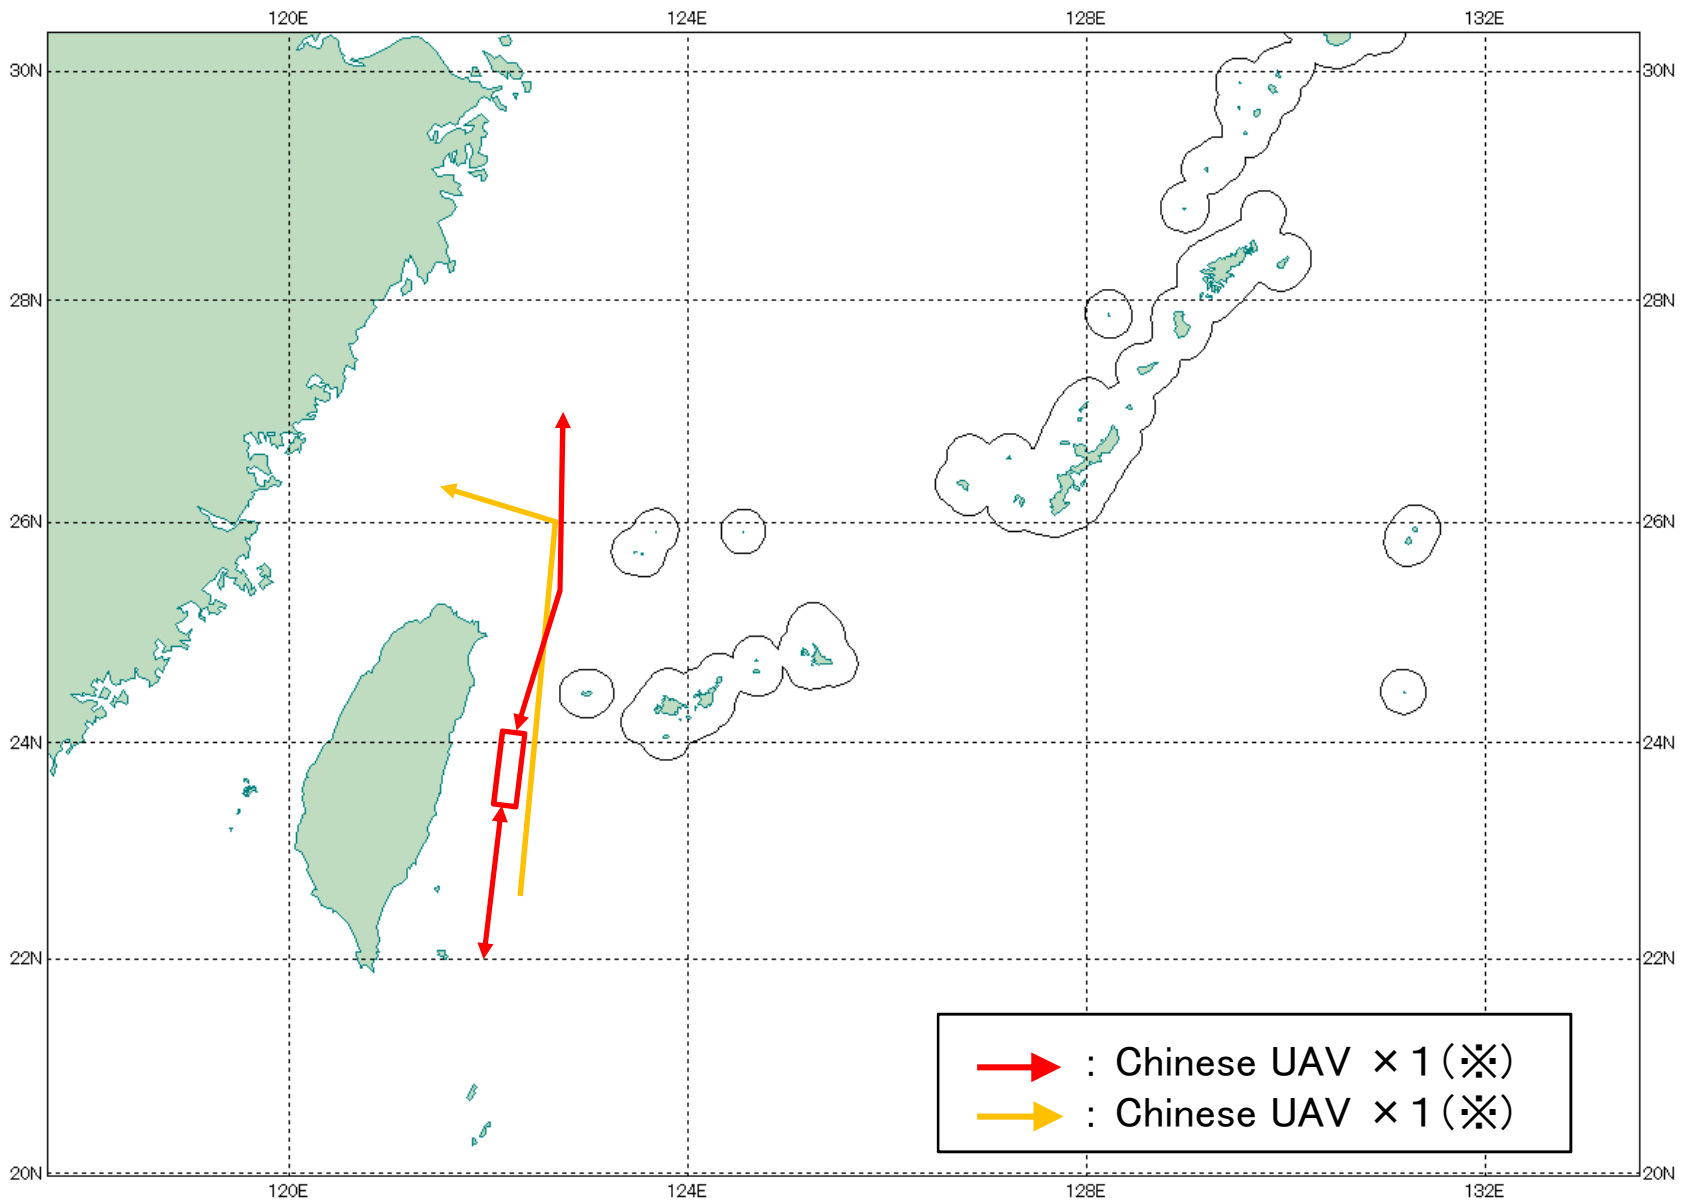 120E 124E 128E 132E
30N 30N
28N 28N
26N 26N
24N 24N
22N 22N
: Chinese UAV ×1(※)
: Chinese UAV ×1(※)
20N 20N
120E 124E 128E 132E